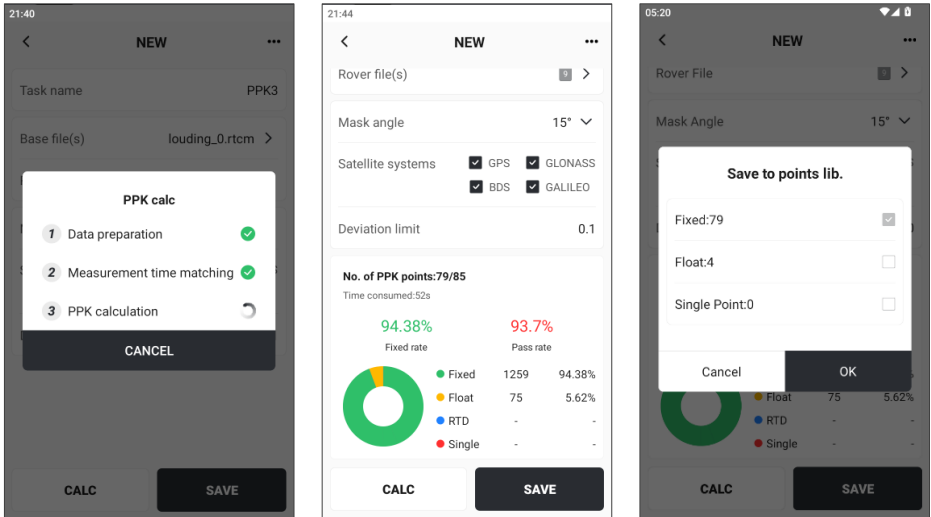 21:40
NEW
Task name PPK3
Base file(s) louding_0.rtcm
PPK calc
1 Data preparation
2 Measurement time matching
3 PPK calculation
CANCEL
CALC SAVE
21:44
NEW
Rover file(s) 9
Mask angle 15°
Satellite systems GPS GLONASS
BDS GALILEO
Deviation limit 0.1
No. of PPK points:79/85
Time consumed:52s
94.38% 93.7%
Fixed rate Pass rate
Fixed 1259 94.38%
Float 75 5.62%
RTD - -
Single - -
CALC SAVE
05:20
NEW
Rover File 9
Mask Angle 15°
Save to points lib.
Fixed:79
Float:4
Single Point:0
Cancel OK
Float 75 5.62%
RTD - -
Single - -
CALC SAVE